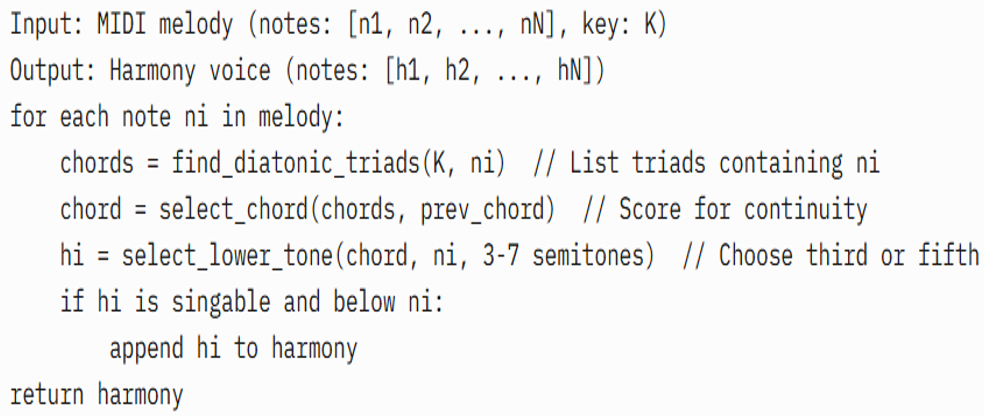 Input: MIDI melody (notes: [n1, n2, ..., nN], key: K)
Output: Harmony voice (notes: [h1, h2, ..., hN])
for each note ni in melody:
    chords = find_diatonic_triads(K, ni)  // List triads containing ni
    chord = select_chord(chords, prev_chord)  // Score for continuity
    hi = select_lower_tone(chord, ni, 3-7 semitones)  // Choose third or fifth
    if hi is singable and below ni:
        append hi to harmony
return harmony